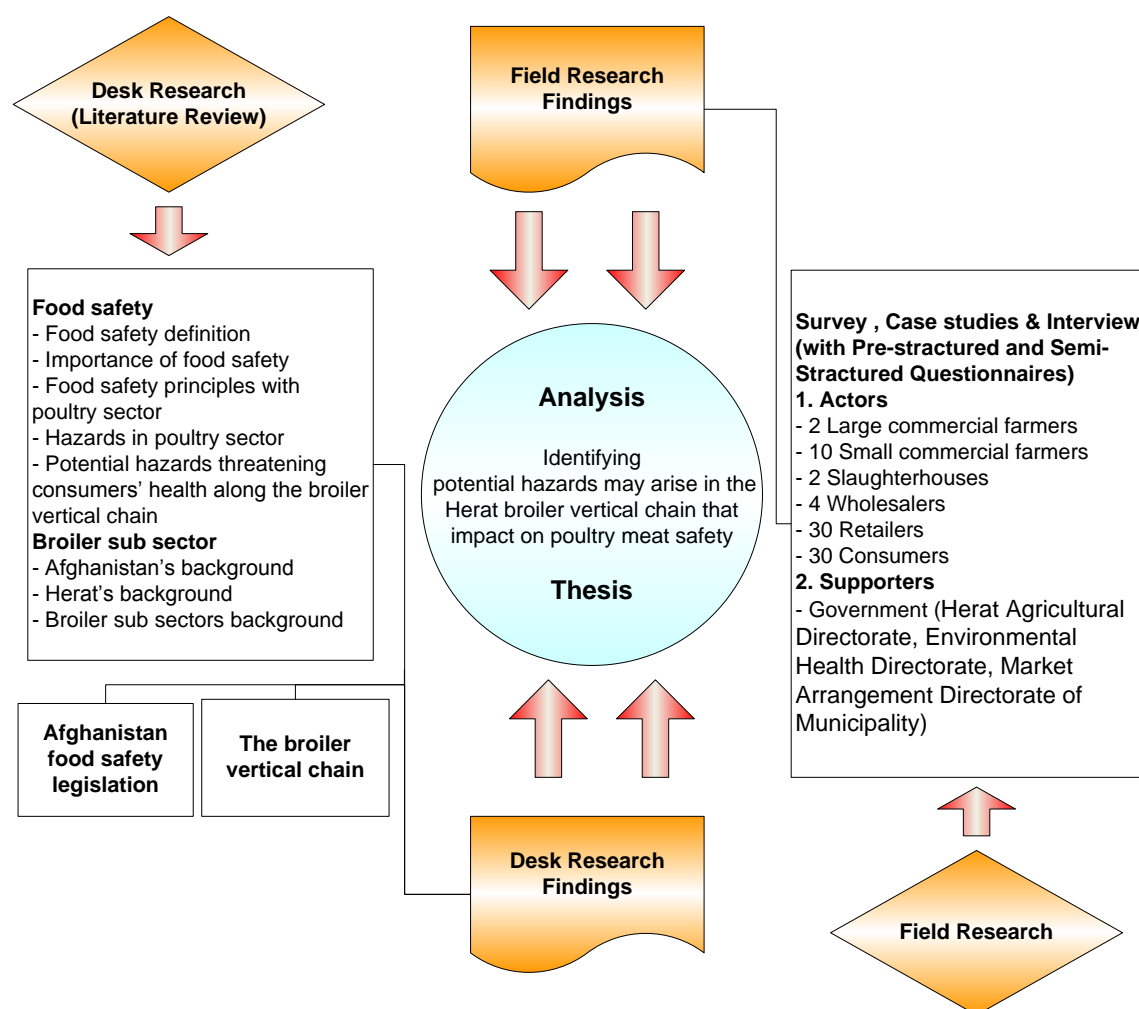 Desk Research
(Literature Review)
Field Research
Findings
Food safety
- Food safety definition
- Importance of food safety
- Food safety principles with
poultry sector
- Hazards in poultry sector
- Potential hazards threatening
consumers’ health along the broiler
vertical chain
Broiler sub sector
- Afghanistan’s background
- Herat’s background
- Broiler sub sectors background
Afghanistan
food safety
legislation
The broiler
vertical chain
Analysis
Identifying
potential hazards may arise in the
Herat broiler vertical chain that
impact on poultry meat safety
Thesis
Desk Research
Findings
Survey , Case studies & Interview
(with Pre-stractured and Semi-
Stractured Questionnaires)
1. Actors
- 2 Large commercial farmers
- 10 Small commercial farmers
- 2 Slaughterhouses
- 4 Wholesalers
- 30 Retailers
- 30 Consumers
2. Supporters
- Government (Herat Agricultural
Directorate, Environmental
Health Directorate, Market
Arrangement Directorate of
Municipality)
Field Research